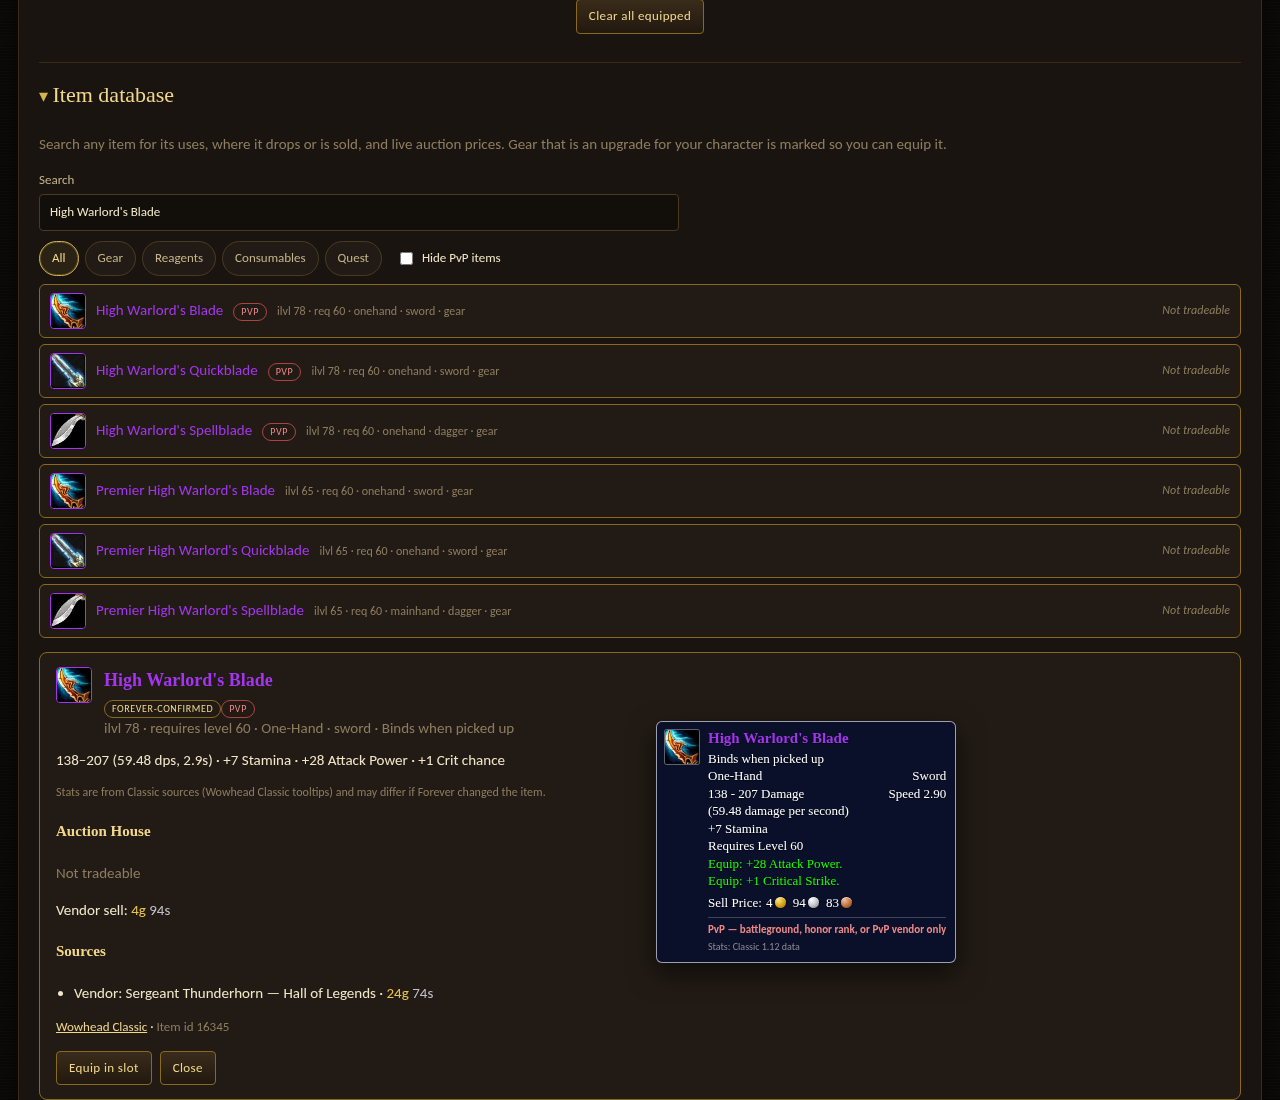 Clear all equipped
▾ Item database
Search any item for its uses, where it drops or is sold, and live auction prices. Gear that is an upgrade for your character is marked so you can equip it.
Search
High Warlord's Blade
All Gear Reagents Consumables Quest Hide PvP items
High Warlord's Blade PVP ilvl 78 · req 60 · onehand · sword · gear Not tradeable
High Warlord's Quickblade PVP ilvl 78 · req 60 · onehand · sword · gear Not tradeable
High Warlord's Spellblade PVP ilvl 78 · req 60 · onehand · dagger · gear Not tradeable
Premier High Warlord's Blade ilvl 65 · req 60 · onehand · sword · gear Not tradeable
Premier High Warlord's Quickblade ilvl 65 · req 60 · onehand · sword · gear Not tradeable
Premier High Warlord's Spellblade ilvl 65 · req 60 · mainhand · dagger · gear Not tradeable
High Warlord's Blade
FOREVER-CONFIRMED PVP
ilvl 78 · requires level 60 · One-Hand · sword · Binds when picked up
138–207 (59.48 dps, 2.9s) · +7 Stamina · +28 Attack Power · +1 Crit chance
Stats are from Classic sources (Wowhead Classic tooltips) and may differ if Forever changed the item.
Auction House
Not tradeable
Vendor sell: 4g 94s
Sources
• Vendor: Sergeant Thunderhorn — Hall of Legends · 24g 74s
Wowhead Classic · Item id 16345
Equip in slot Close
High Warlord's Blade
Binds when picked up
One-Hand Sword
138 - 207 Damage Speed 2.90
(59.48 damage per second)
+7 Stamina
Requires Level 60
Equip: +28 Attack Power.
Equip: +1 Critical Strike.
Sell Price: 4 94 83
PvP — battleground, honor rank, or PvP vendor only
Stats: Classic 1.12 data